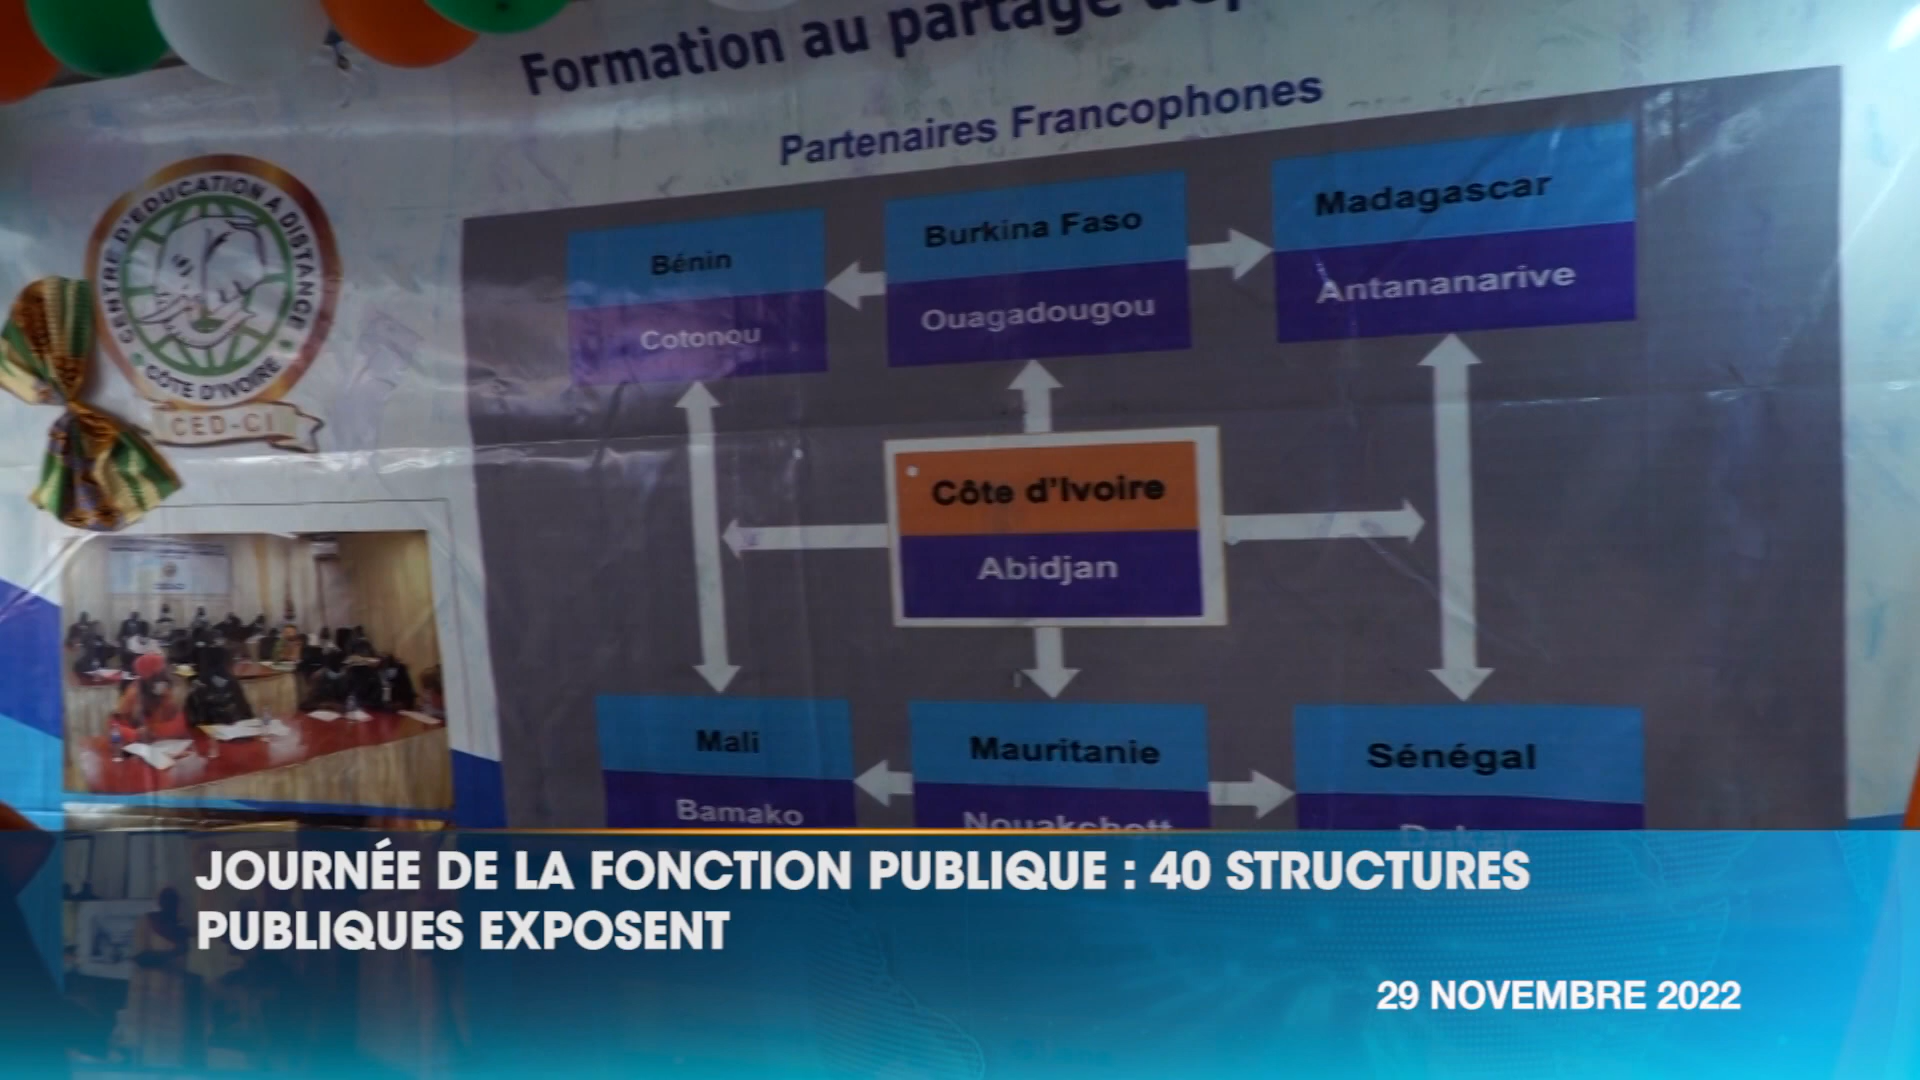 Formation au partage
Partenaires Francophones
CENTRE D'EDUCATION A DISTANCE
CÔTE D'IVOIRE
CED-CI
Bénin
Cotonou
Burkina Faso
Ouagadougou
Madagascar
Antananarive
Côte d'Ivoire
Abidjan
Mali
Bamako
Mauritanie
Nouakchott
Sénégal
Dakar
JOURNÉE DE LA FONCTION PUBLIQUE : 40 STRUCTURES
PUBLIQUES EXPOSENT
29 NOVEMBRE 2022